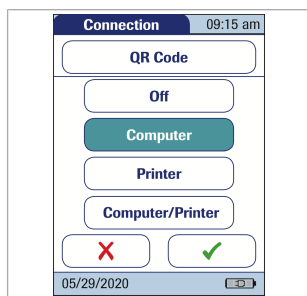 Connection 09:15 am
QR Code
Off
Computer
Printer
Computer/Printer
05/29/2020